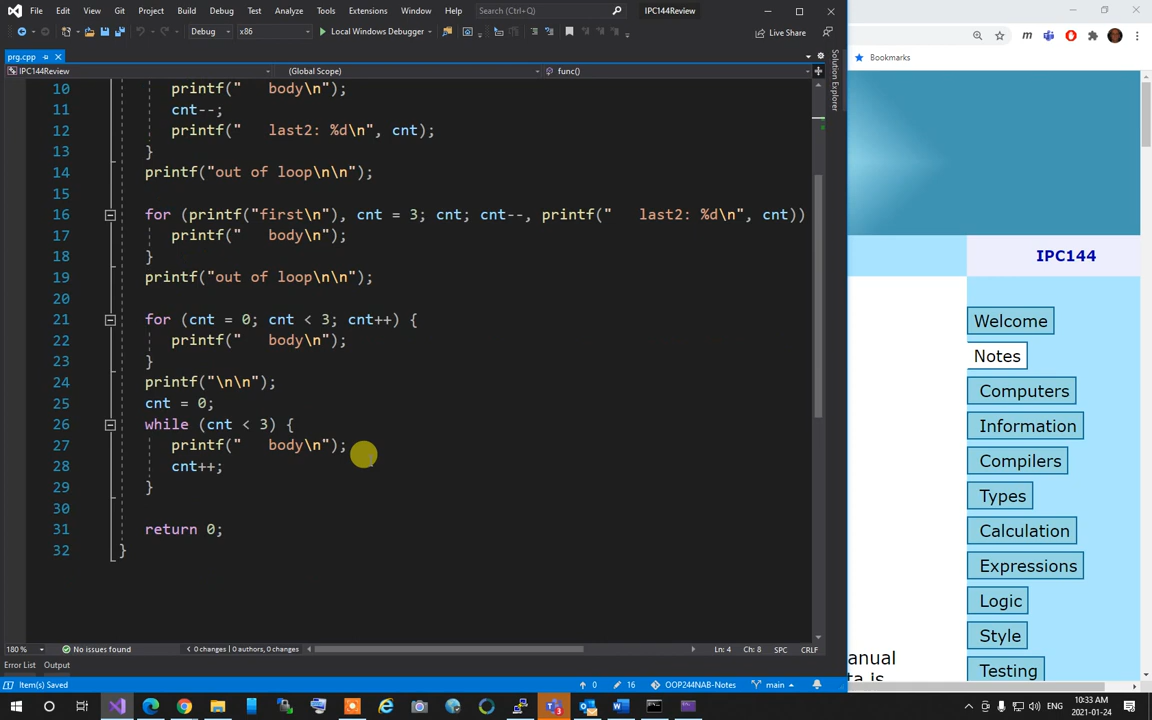 File Edit View Git Project Build Debug Test Analyze Tools Extensions Window Help Search (Ctrl+Q) IPC144Review
Debug x86 Local Windows Debugger Live Share
prg.cpp
IPC144Review (Global Scope) func()
Solution Explorer
10 printf("   body\n");
11 cnt--;
12 printf("   last2: %d\n", cnt);
13 }
14 printf("out of loop\n\n");
15
16 for (printf("first\n"), cnt = 3; cnt; cnt--, printf("   last2: %d\n", cnt))
17 printf("   body\n");
18 }
19 printf("out of loop\n\n");
20
21 for (cnt = 0; cnt < 3; cnt++) {
22 printf("   body\n");
23 }
24 printf("\n\n");
25 cnt = 0;
26 while (cnt < 3) {
27 printf("   body\n");
28 cnt++;
29 }
30
31 return 0;
32 }
180 % No issues found 0 changes | 0 authors, 0 changes Ln: 4 Ch: 8 SPC CRLF
Error List Output
Item(s) Saved 0 16 OOP244NAB-Notes main
Bookmarks
IPC144
Welcome
Notes
Computers
Information
Compilers
Types
Calculation
Expressions
Logic
Style
Testing
anual
ta is
ENG 10:33 AM
2021-01-24